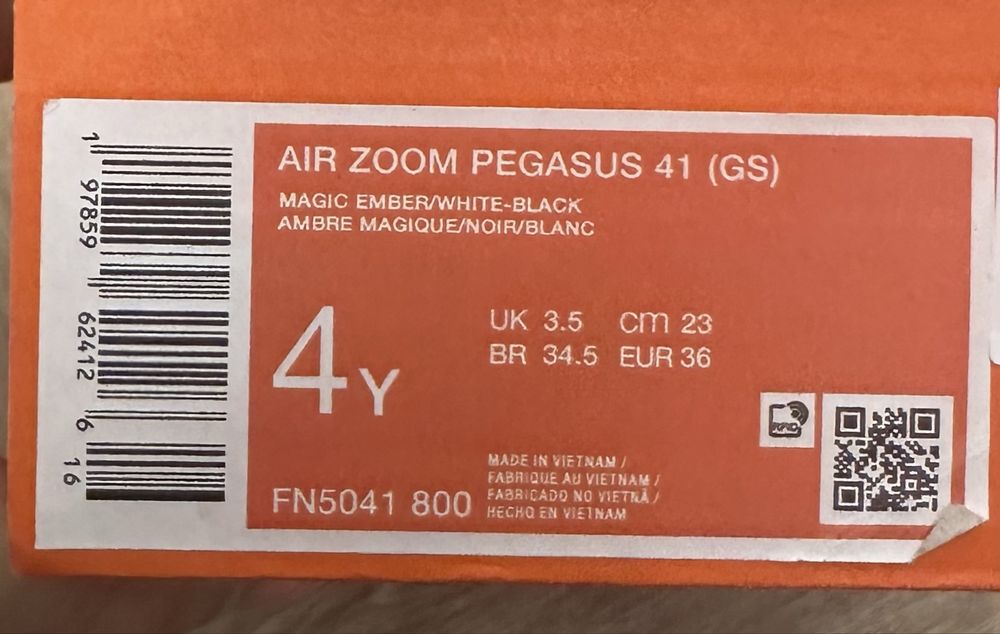 AIR ZOOM PEGASUS 41 (GS)
MAGIC EMBER/WHITE-BLACK
AMBRE MAGIQUE/NOIR/BLANC
4Y
UK 3.5 cm 23
BR 34.5 EUR 36
MADE IN VIETNAM /
FABRIQUE AU VIETNAM /
FABRICADO NO VIETNÃ /
HECHO EN VIETNAM
FN5041 800
RFID
1 97859 62412 6 16